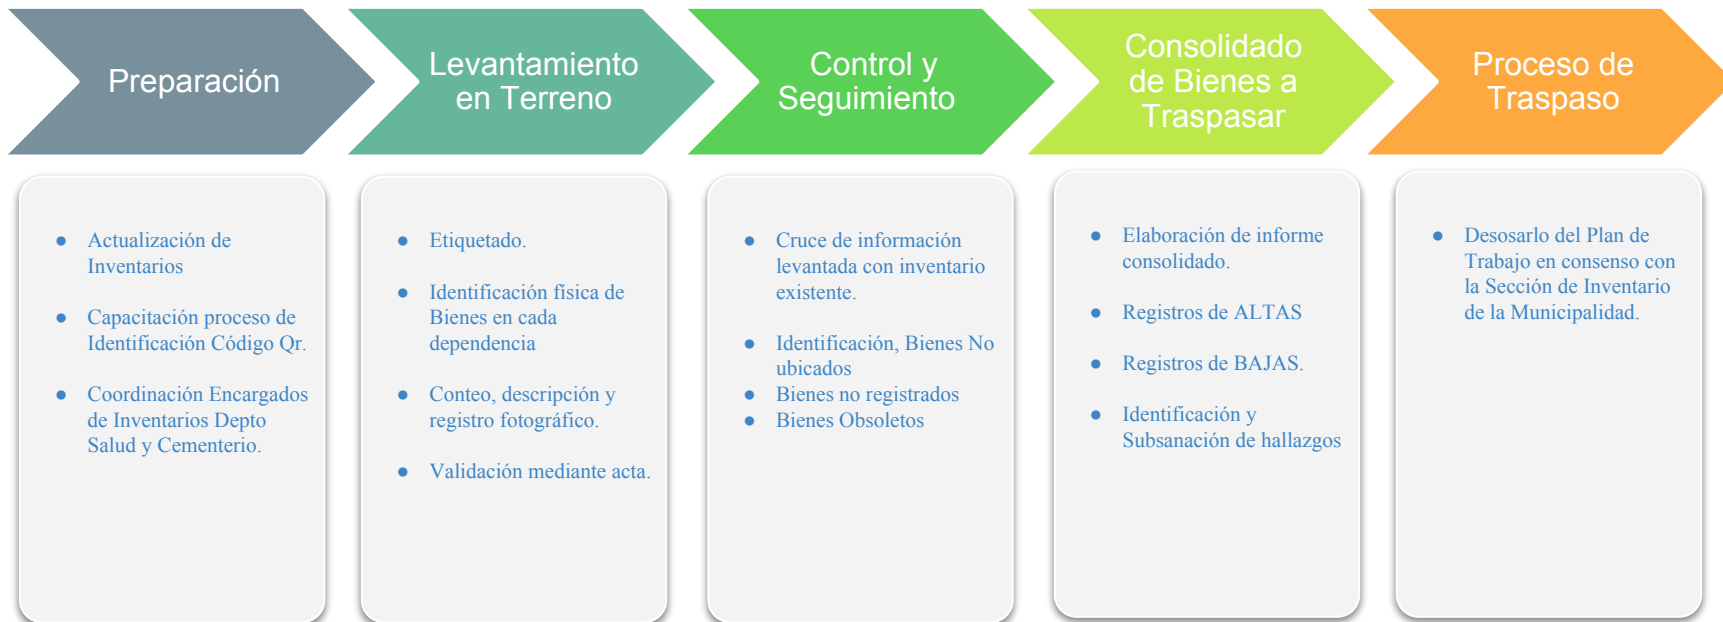 Preparación
Levantamiento
en Terreno
Control y
Seguimiento
Consolidado
de Bienes a
Traspasar
Proceso de
Traspaso
● Actualización de
Inventarios
● Capacitación proceso de
Identificación Código Qr.
● Coordinación Encargados
de Inventarios Depto
Salud y Cementerio.
● Etiquetado.
● Identificación física de
Bienes en cada
dependencia
● Conteo, descripción y
registro fotográfico.
● Validación mediante acta.
● Cruce de información
levantada con inventario
existente.
● Identificación, Bienes No
ubicados
● Bienes no registrados
● Bienes Obsoletos
● Elaboración de informe
consolidado.
● Registros de ALTAS
● Registros de BAJAS.
● Identificación y
Subsanación de hallazgos
● Desosarlo del Plan de
Trabajo en consenso con
la Sección de Inventario
de la Municipalidad.